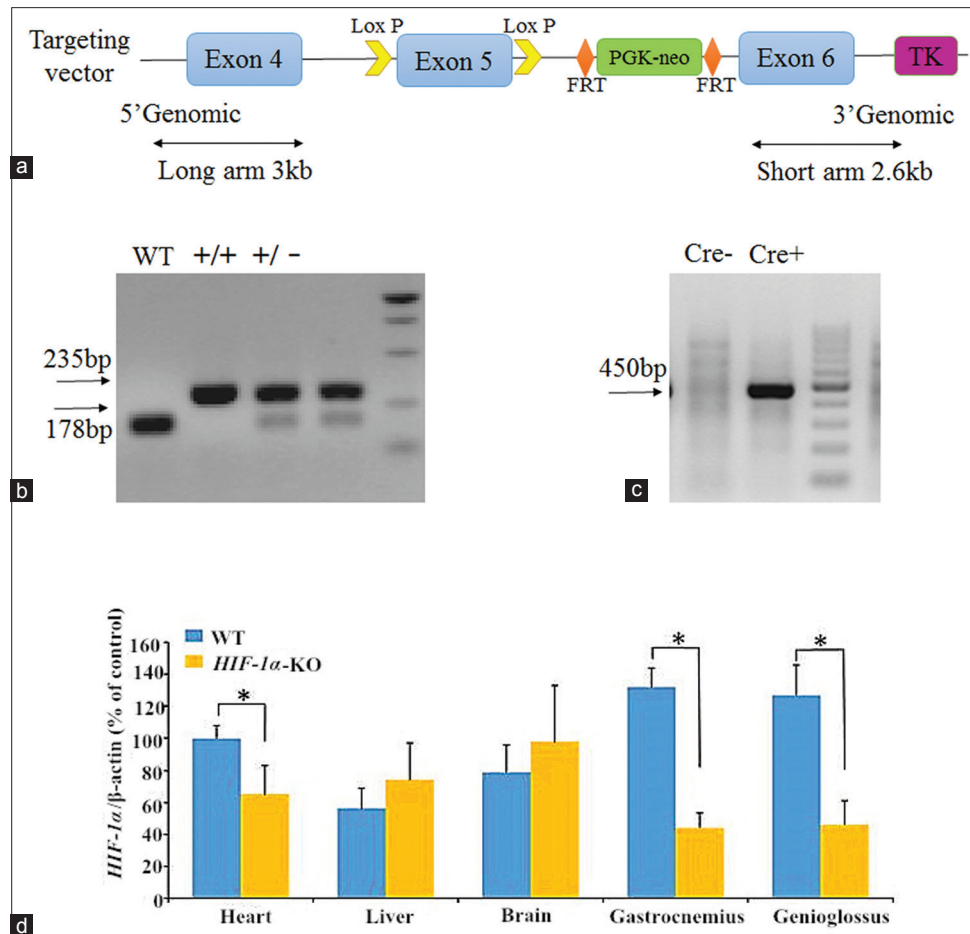 Targeting vector
Exon 4
Lox P
Exon 5
Lox P
FRT
PGK-neo
FRT
Exon 6
TK
5’Genomic
3’Genomic
Long arm 3kb
Short arm 2.6kb
a
WT +/+ +/ -
235bp
178bp
b
Cre- Cre+
450bp
c
HIF-1α/β-actin (% of control)
160
140
120
100
80
60
40
20
0
WT
HIF-1α-KO
*
*
*
Heart Liver Brain Gastrocnemius Genioglossus
d